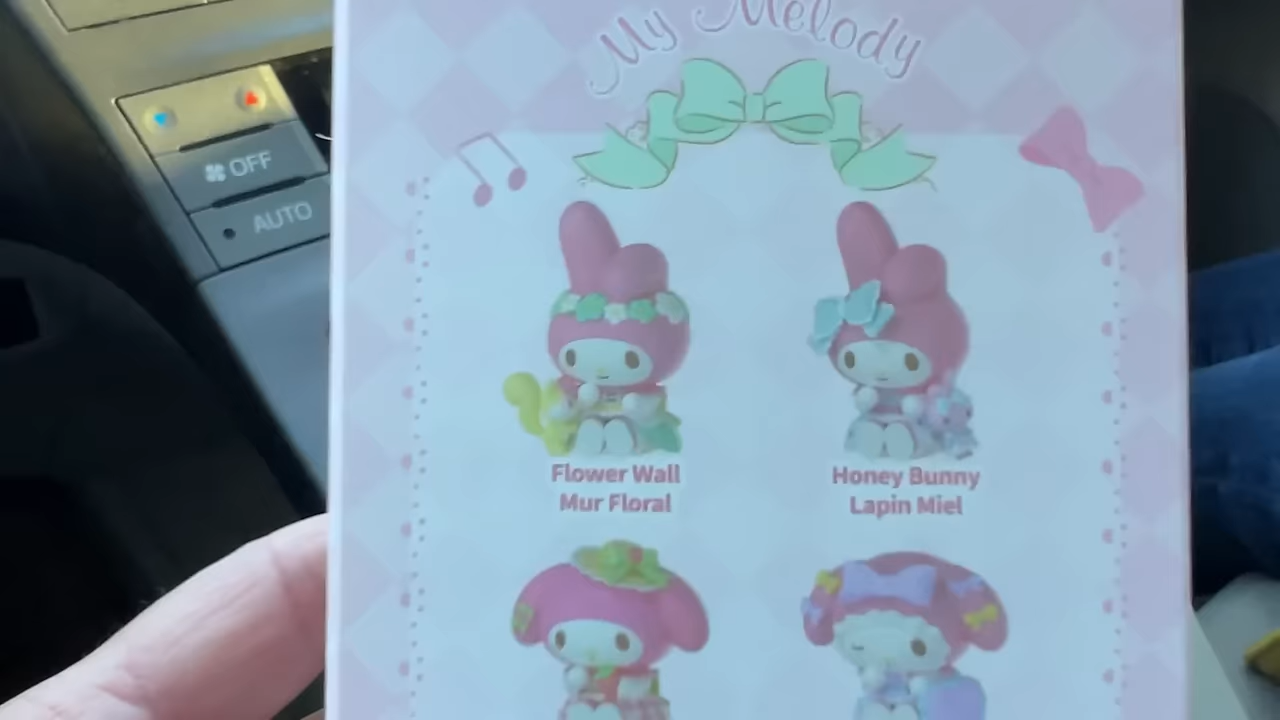 My Melody
OFF
AUTO
Flower Wall
Mur Floral
Honey Bunny
Lapin Miel